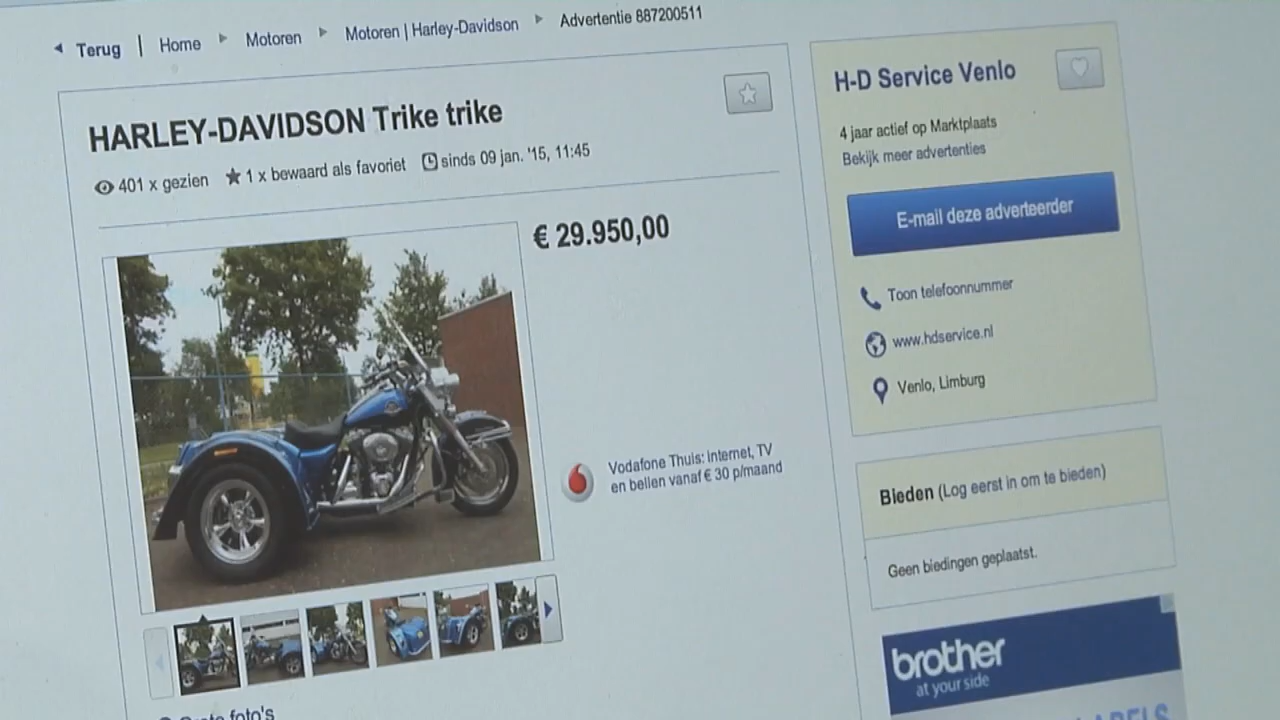 Terug | Home Motoren Motoren | Harley-Davidson Advertentie 887200511
HARLEY-DAVIDSON Trike trike
401 x gezien 1 x bewaard als favoriet sinds 09 jan. '15, 11:45
€ 29.950,00
Vodafone Thuis: Internet, TV
en bellen vanaf € 30 p/maand
foto's
H-D Service Venlo
4 jaar actief op Marktplaats
Bekijk meer advertenties
E-mail deze adverteerder
Toon telefoonnummer
www.hdservice.nl
Venlo, Limburg
Bieden (Log eerst in om te bieden)
Geen biedingen geplaatst.
brother
at your side